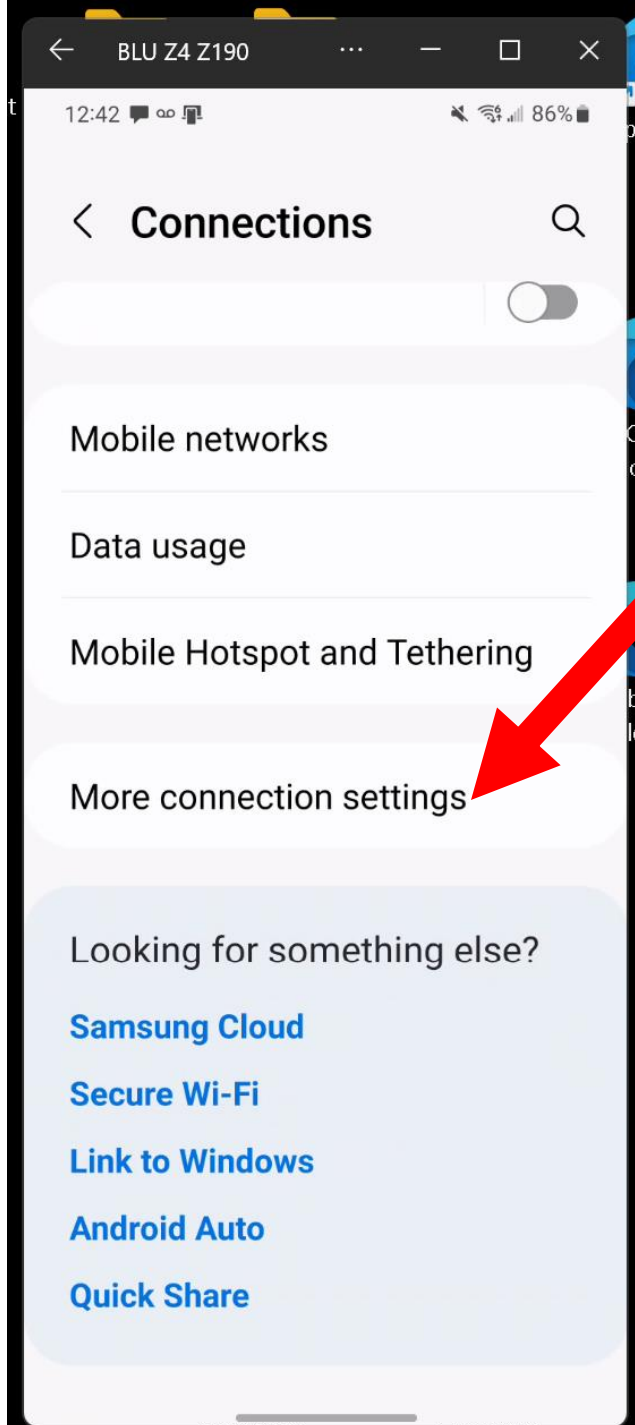 BLU Z4 Z190
12:42 86%
Connections
Mobile networks
Data usage
Mobile Hotspot and Tethering
More connection settings
Looking for something else?
Samsung Cloud
Secure Wi-Fi
Link to Windows
Android Auto
Quick Share